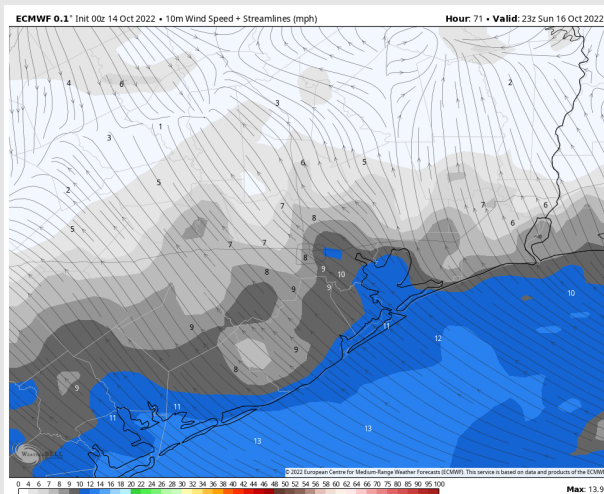 ECMWF 0.1° Init 00z 14 Oct 2022 • 10m Wind Speed + Streamlines (mph) Hour: 71 • Valid: 23z Sun 16 Oct 2022
4 6 2
3
1
3
6 5
5
2
7 7 6
8 6
5
7 7
8
8 9 10
9 9
10
9 11
12
9
8
9
11 11
13
13
© 2022 European Centre for Medium-Range Weather Forecasts (ECMWF). This service is based on data and products of the ECMWF
0 4 6 7 8 9 10 12 14 16 18 20 22 24 26 28 30 32 34 36 38 40 42 44 46 48 50 52 54 56 58 60 62 64 66 68 70 75 80 85 90 95 100
Max: 13.9